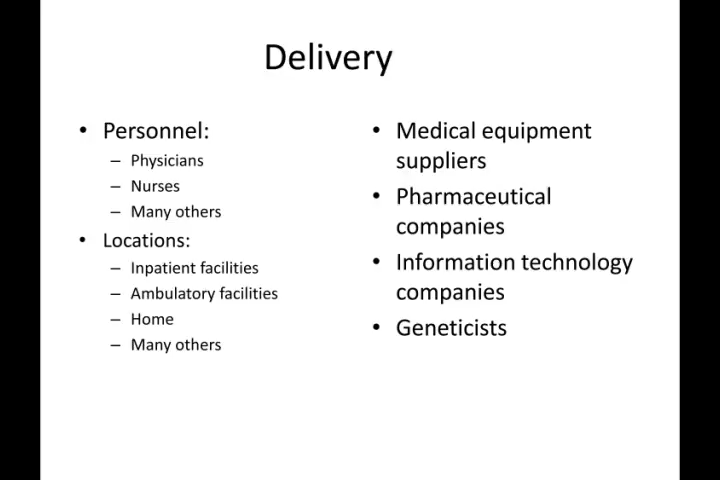 Delivery
• Personnel:
– Physicians
– Nurses
– Many others
• Locations:
– Inpatient facilities
– Ambulatory facilities
– Home
– Many others
• Medical equipment
suppliers
• Pharmaceutical
companies
• Information technology
companies
• Geneticists